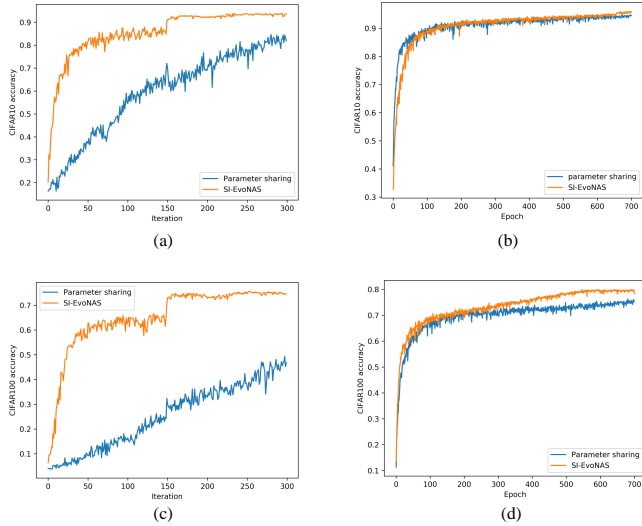 0.9
0.8
0.7
0.6
0.5
0.4
0.3
0.2
CIFAR10 accuracy
Parameter sharing
SI-EvoNAS
0 50 100 150 200 250 300
Iteration
(a)
0.9
0.8
0.7
0.6
0.5
0.4
0.3
CIFAR10 accuracy
parameter sharing
SI-EvoNAS
0 100 200 300 400 500 600 700
Epoch
(b)
Parameter sharing
SI-EvoNAS
0.7
0.6
0.5
0.4
0.3
0.2
0.1
CIFAR100 accuracy
0 50 100 150 200 250 300
Iteration
(c)
0.8
0.7
0.6
0.5
0.4
0.3
0.2
0.1
CIFAR100 accuracy
Parameter sharing
SI-EvoNAS
0 100 200 300 400 500 600 700
Epoch
(d)